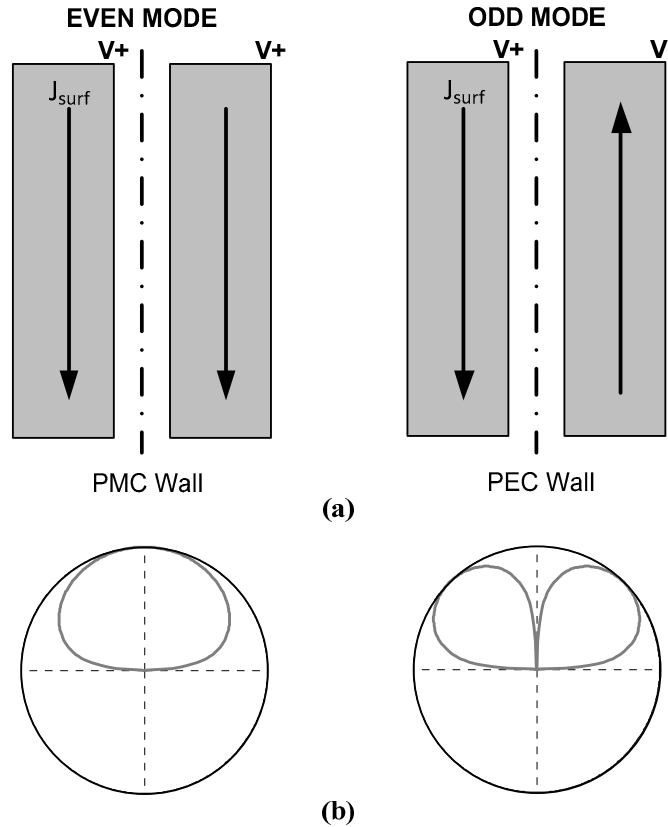 EVEN MODE
ODD MODE
V+
V+
V+
V
Jsurf
Jsurf
PMC Wall
PEC Wall
(a)
(b)